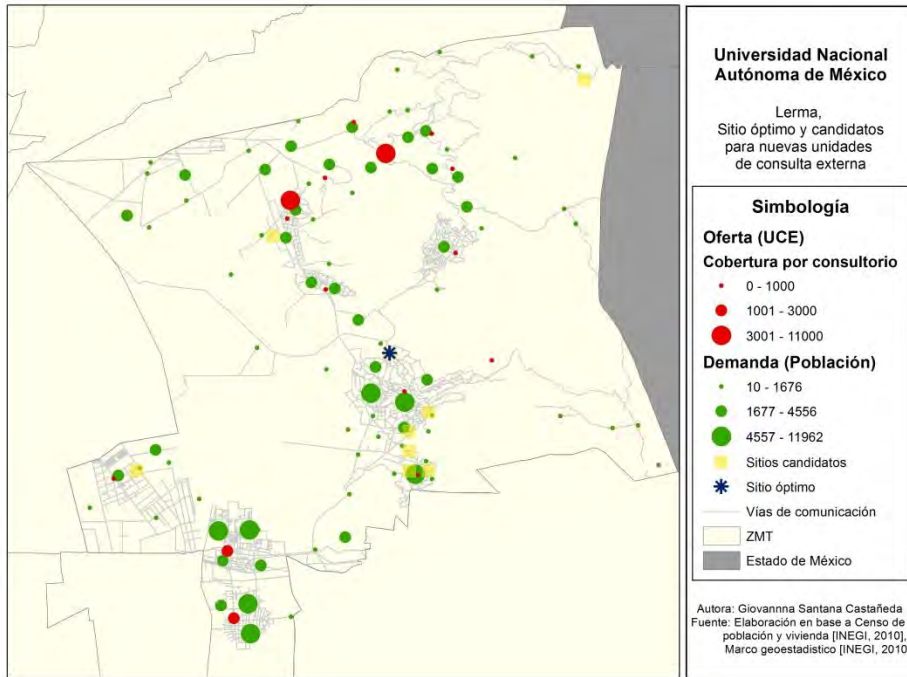 Universidad Nacional
Autónoma de México
Lerma,
Sitio óptimo y candidatos
para nuevas unidades
de consulta externa
Simbología
Oferta (UCE)
Cobertura por consultorio
0 - 1000
1001 - 3000
3001 - 11000
Demanda (Población)
10 - 1676
1677 - 4556
4557 - 11962
Sitios candidatos
Sitio óptimo
Vías de comunicación
ZMT
Estado de México
Autora: Giovannna Santana Castañeda
Fuente: Elaboración en base a Censo de
población y vivienda [INEGI, 2010],
Marco geoestadistico [INEGI, 2010